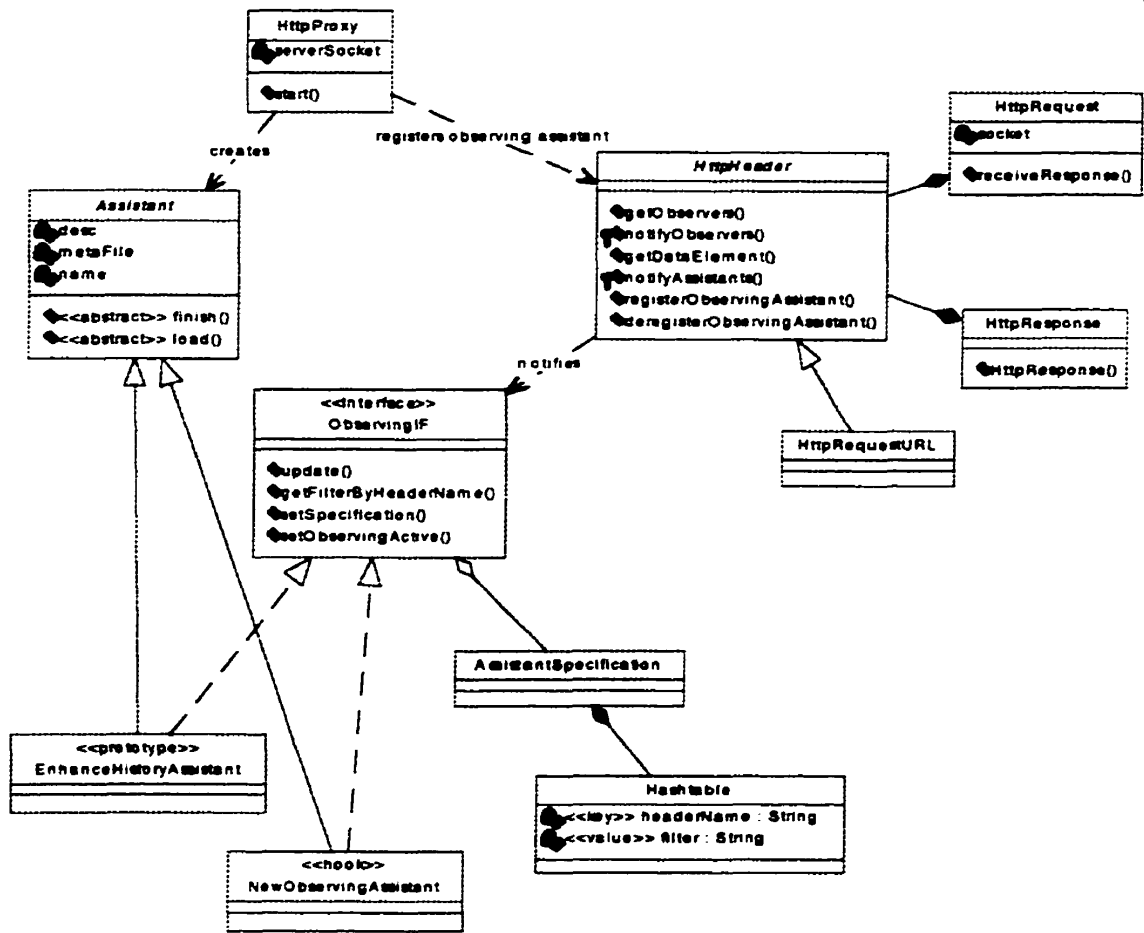 HttpProxy
serverSocket
start()
creates
registers observing assistant
HttpRequest
socket
receiveResponse()
HttpHeader
getObservers()
notifyObservers()
getDataElement()
notifyAssistants()
registerObservingAssistant()
deregisterObservingAssistant()
Assistant
desc
metaFile
name
<<abstract>> finish()
<<abstract>> load()
HttpResponse
HttpResponse()
notifies
<<Interface>>
ObservingIF
update()
getFilterByHeaderName()
setSpecification()
setObservingActive()
HttpRequestURL
AssistantSpecification
<<prototype>>
EnhanceHistoryAssistant
Hashtable
<<key>> headerName : String
<<value>> filter : String
<<hook>>
NewObservingAssistant